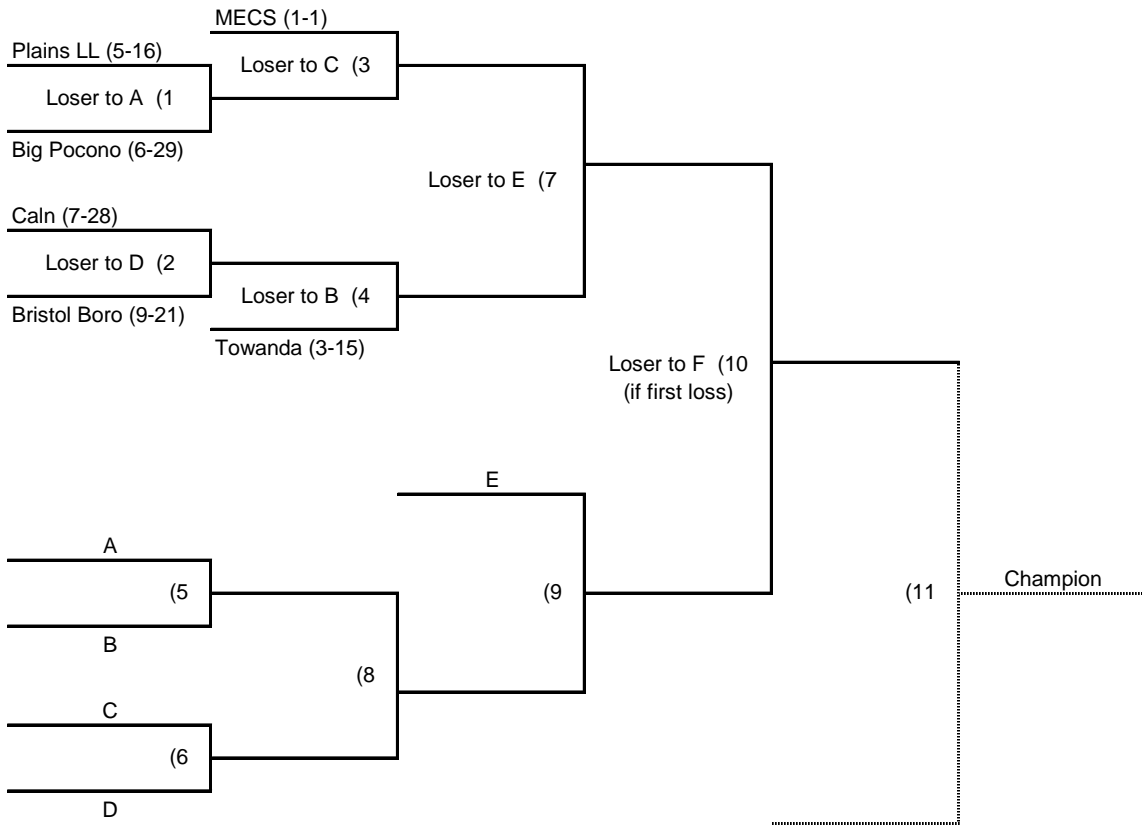 MECS (1-1)
Plains LL (5-16)
Loser to C (3
Loser to A (1
Big Pocono (6-29)
Loser to E (7
Caln (7-28)
Loser to D (2
Loser to B (4
Bristol Boro (9-21)
Towanda (3-15)
Loser to F (10
(if first loss)
E
A
(5
(9
(11
Champion
B
(8
C
(6
D